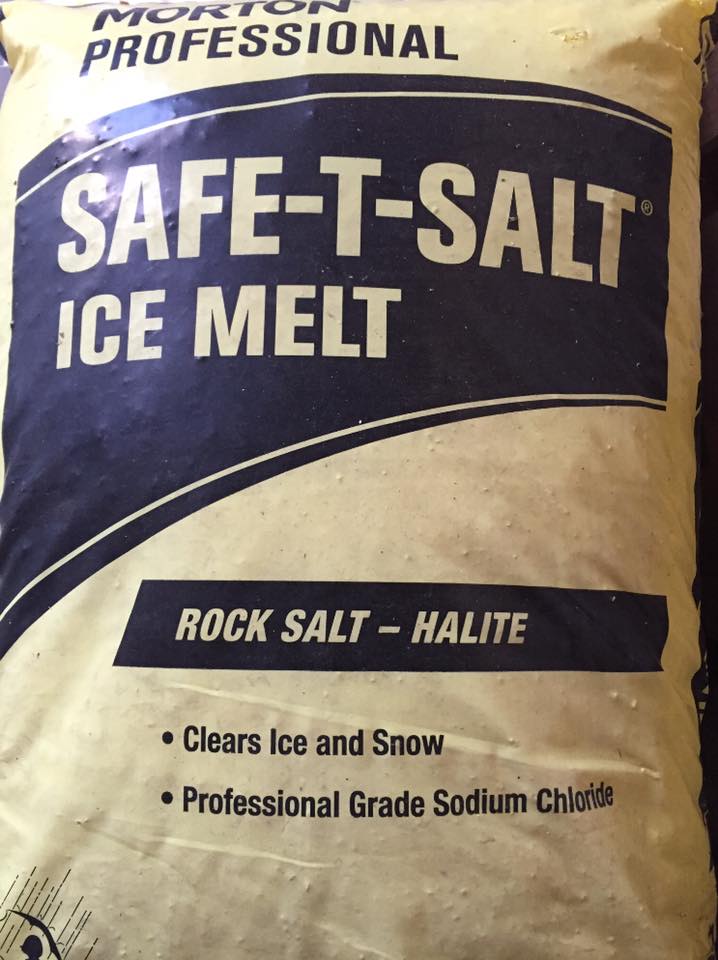 MORTON
PROFESSIONAL
SAFE-T-SALT®
ICE MELT
ROCK SALT – HALITE
• Clears Ice and Snow
• Professional Grade Sodium Chloride